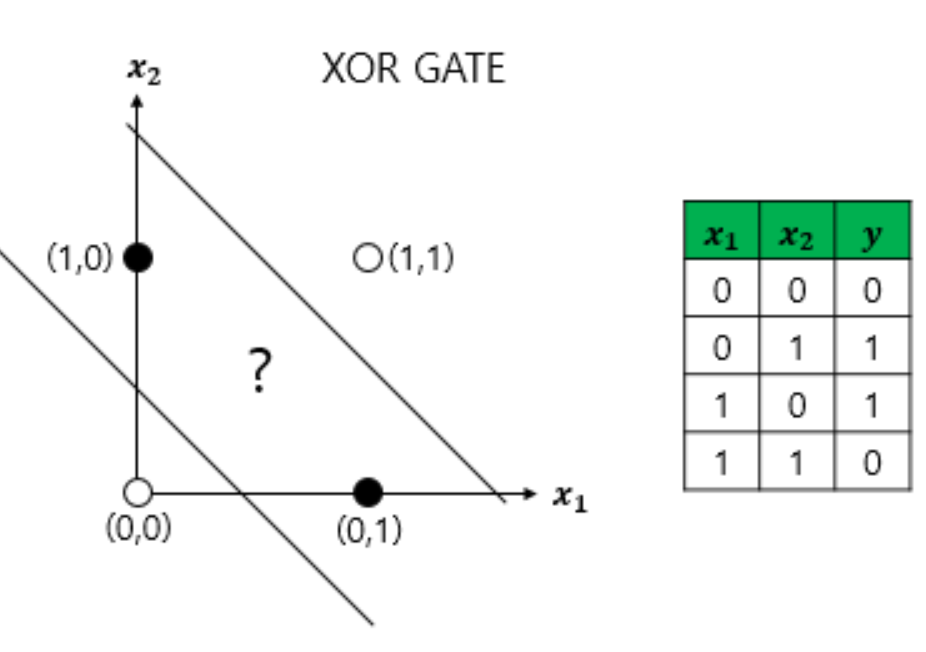 XOR GATE
x₂
(1,0)
(1,1)
?
x₁
(0,0)
(0,1)
x₁ x₂ y
0 0 0
0 1 1
1 0 1
1 1 0